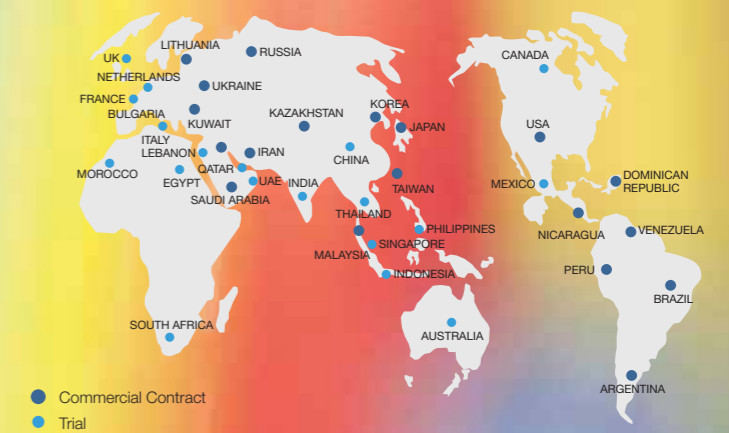 LITHUANIA
RUSSIA
UK
CANADA
NETHERLANDS
UKRAINE
FRANCE
KAZAKHSTAN
KOREA
BULGARIA
KUWAIT
JAPAN
USA
ITALY
LEBANON
IRAN
CHINA
MOROCCO
QATAR
EGYPT
UAE
INDIA
TAIWAN
MEXICO
DOMINICAN
REPUBLIC
SAUDI ARABIA
THAILAND
PHILIPPINES
NICARAGUA
VENEZUELA
SINGAPORE
MALAYSIA
INDONESIA
PERU
BRAZIL
SOUTH AFRICA
AUSTRALIA
ARGENTINA
Commercial Contract
Trial